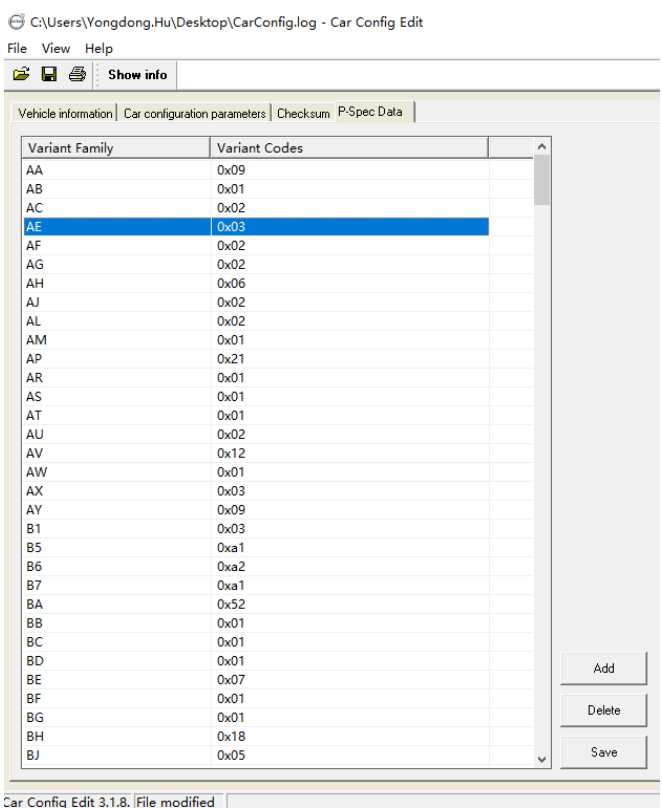 C:\Users\Yongdong.Hu\Desktop\CarConfig.log - Car Config Edit
File View Help
Show info
Vehicle information Car configuration parameters Checksum P-Spec Data
Variant Family Variant Codes
AA 0x09
AB 0x01
AC 0x02
AE 0x03
AF 0x02
AG 0x02
AH 0x06
AJ 0x02
AL 0x02
AM 0x01
AP 0x21
AR 0x01
AS 0x01
AT 0x01
AU 0x02
AV 0x12
AW 0x01
AX 0x03
AY 0x09
B1 0x03
B5 0xa1
B6 0xa2
B7 0xa1
BA 0x52
BB 0x01
BC 0x01
BD 0x01
BE 0x07
BF 0x01
BG 0x01
BH 0x18
BJ 0x05
Add
Delete
Save
Car Config Edit 3.1.8. File modified